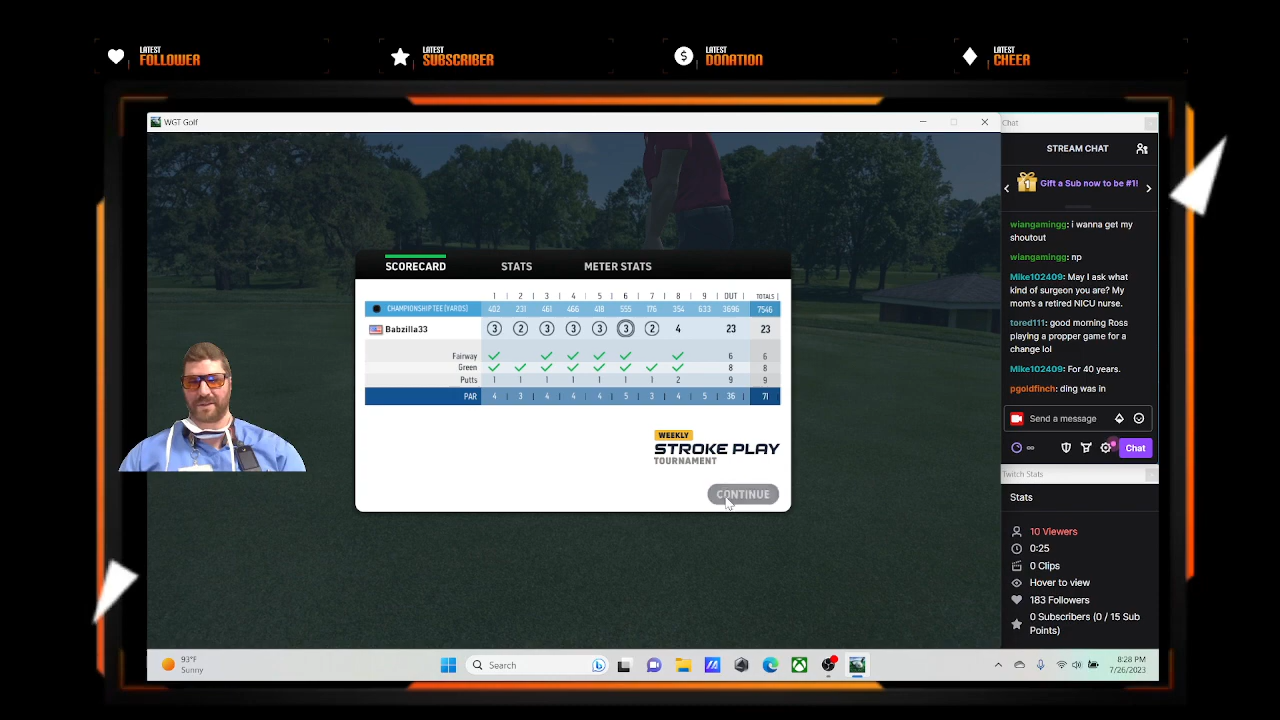 LATEST
FOLLOWER
LATEST
SUBSCRIBER
LATEST
DONATION
LATEST
CHEER
WGT Golf
Chat
STREAM CHAT
1 Gift a Sub now to be #1!
wiangamingg: i wanna get my
shoutout
wiangamingg: np
Mike102409: May I ask what
kind of surgeon you are? My
mom's a retired NICU nurse.
tored111: good morning Ross
playing a propper game for a
change lol
Mike102409: For 40 years.
pgoldfinch: ding was in
Send a message
Chat
Twitch Stats
Stats
10 Viewers
0:25
0 Clips
Hover to view
183 Followers
0 Subscribers (0 / 15 Sub
Points)
SCORECARD STATS METER STATS
1 2 3 4 5 6 7 8 9 OUT TOTALS
CHAMPIONSHIP TEE (YARDS) 402 231 461 466 418 555 176 354 633 3696 7546
Babzilla33 3 2 3 3 3 3 2 4 23 23
Fairway 6 6
Green 8 8
Putts 1 1 1 1 1 1 1 2 9 9
PAR 4 3 4 4 4 5 3 4 5 36 71
WEEKLY
STROKE PLAY
TOURNAMENT
CONTINUE
93°F
Sunny
Search
8:28 PM
7/26/2023